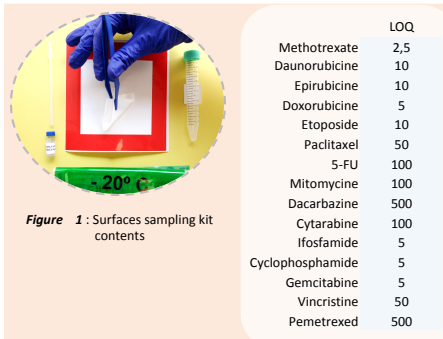 - 20º C
Figure 1 : Surfaces sampling kit
contents
LOQ
Methotrexate 2,5
Daunorubicine 10
Epirubicine 10
Doxorubicine 5
Etoposide 10
Paclitaxel 50
5-FU 100
Mitomycine 100
Dacarbazine 500
Cytarabine 100
Ifosfamide 5
Cyclophosphamide 5
Gemcitabine 5
Vincristine 50
Pemetrexed 500